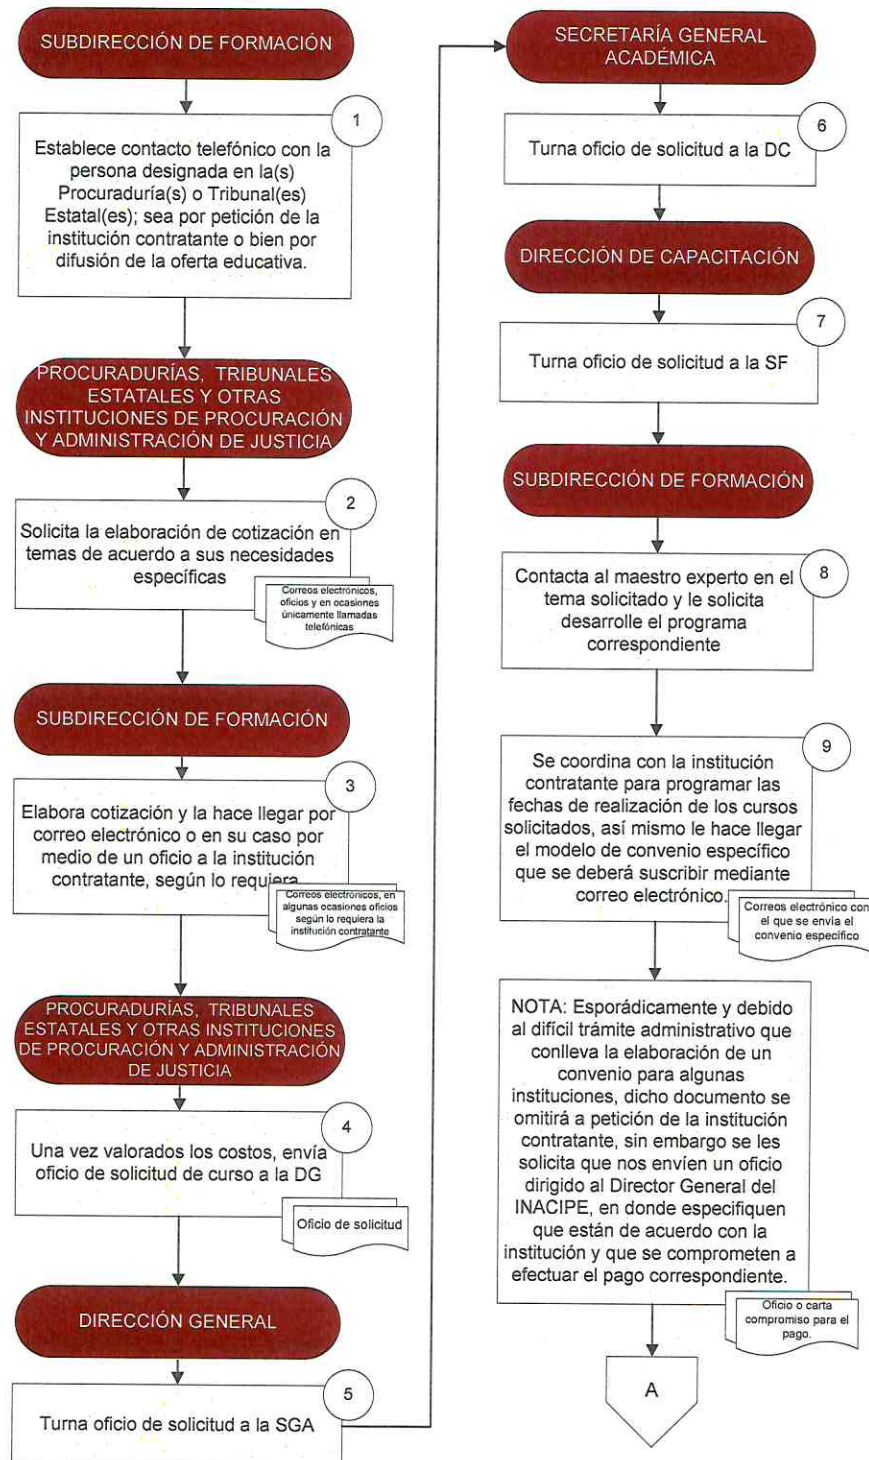 SUBDIRECCIÓN DE FORMACIÓN
1
Establece contacto telefónico con la
persona designada en la(s)
Procuraduría(s) o Tribunal(es)
Estatal(es); sea por petición de la
institución contratante o bien por
difusión de la oferta educativa.
PROCURADURÍAS, TRIBUNALES
ESTATALES Y OTRAS
INSTITUCIONES DE PROCURACIÓN
Y ADMINISTRACIÓN DE JUSTICIA
2
Solicita la elaboración de cotización en
temas de acuerdo a sus necesidades
específicas
Correos electrónicos,
oficios y en ocasiones
únicamente llamadas
telefónicas
SUBDIRECCIÓN DE FORMACIÓN
3
Elabora cotización y la hace llegar por
correo electrónico o en su caso por
medio de un oficio a la institución
contratante, según lo requiera
Correos electrónicos, en
algunas ocasiones oficios
según lo requiera la
institución contratante
PROCURADURÍAS, TRIBUNALES
ESTATALES Y OTRAS INSTITUCIONES
DE PROCURACIÓN Y ADMINISTRACIÓN
DE JUSTICIA
4
Una vez valorados los costos, envía
oficio de solicitud de curso a la DG
Oficio de solicitud
DIRECCIÓN GENERAL
5
Turna oficio de solicitud a la SGA
SECRETARÍA GENERAL
ACADÉMICA
6
Turna oficio de solicitud a la DC
DIRECCIÓN DE CAPACITACIÓN
7
Turna oficio de solicitud a la SF
SUBDIRECCIÓN DE FORMACIÓN
8
Contacta al maestro experto en el
tema solicitado y le solicita
desarrolle el programa
correspondiente
9
Se coordina con la institución
contratante para programar las
fechas de realización de los cursos
solicitados, así mismo le hace llegar
el modelo de convenio específico
que se deberá suscribir mediante
correo electrónico.
Correos electrónico con
el que se envía el
convenio específico
NOTA: Esporádicamente y debido
al difícil trámite administrativo que
conlleva la elaboración de un
convenio para algunas
instituciones, dicho documento se
omitirá a petición de la institución
contratante, sin embargo se les
solicita que nos envíen un oficio
dirigido al Director General del
INACIPE, en donde especifiquen
que están de acuerdo con la
institución y que se comprometen a
efectuar el pago correspondiente.
Oficio o carta
compromiso para el
pago.
A